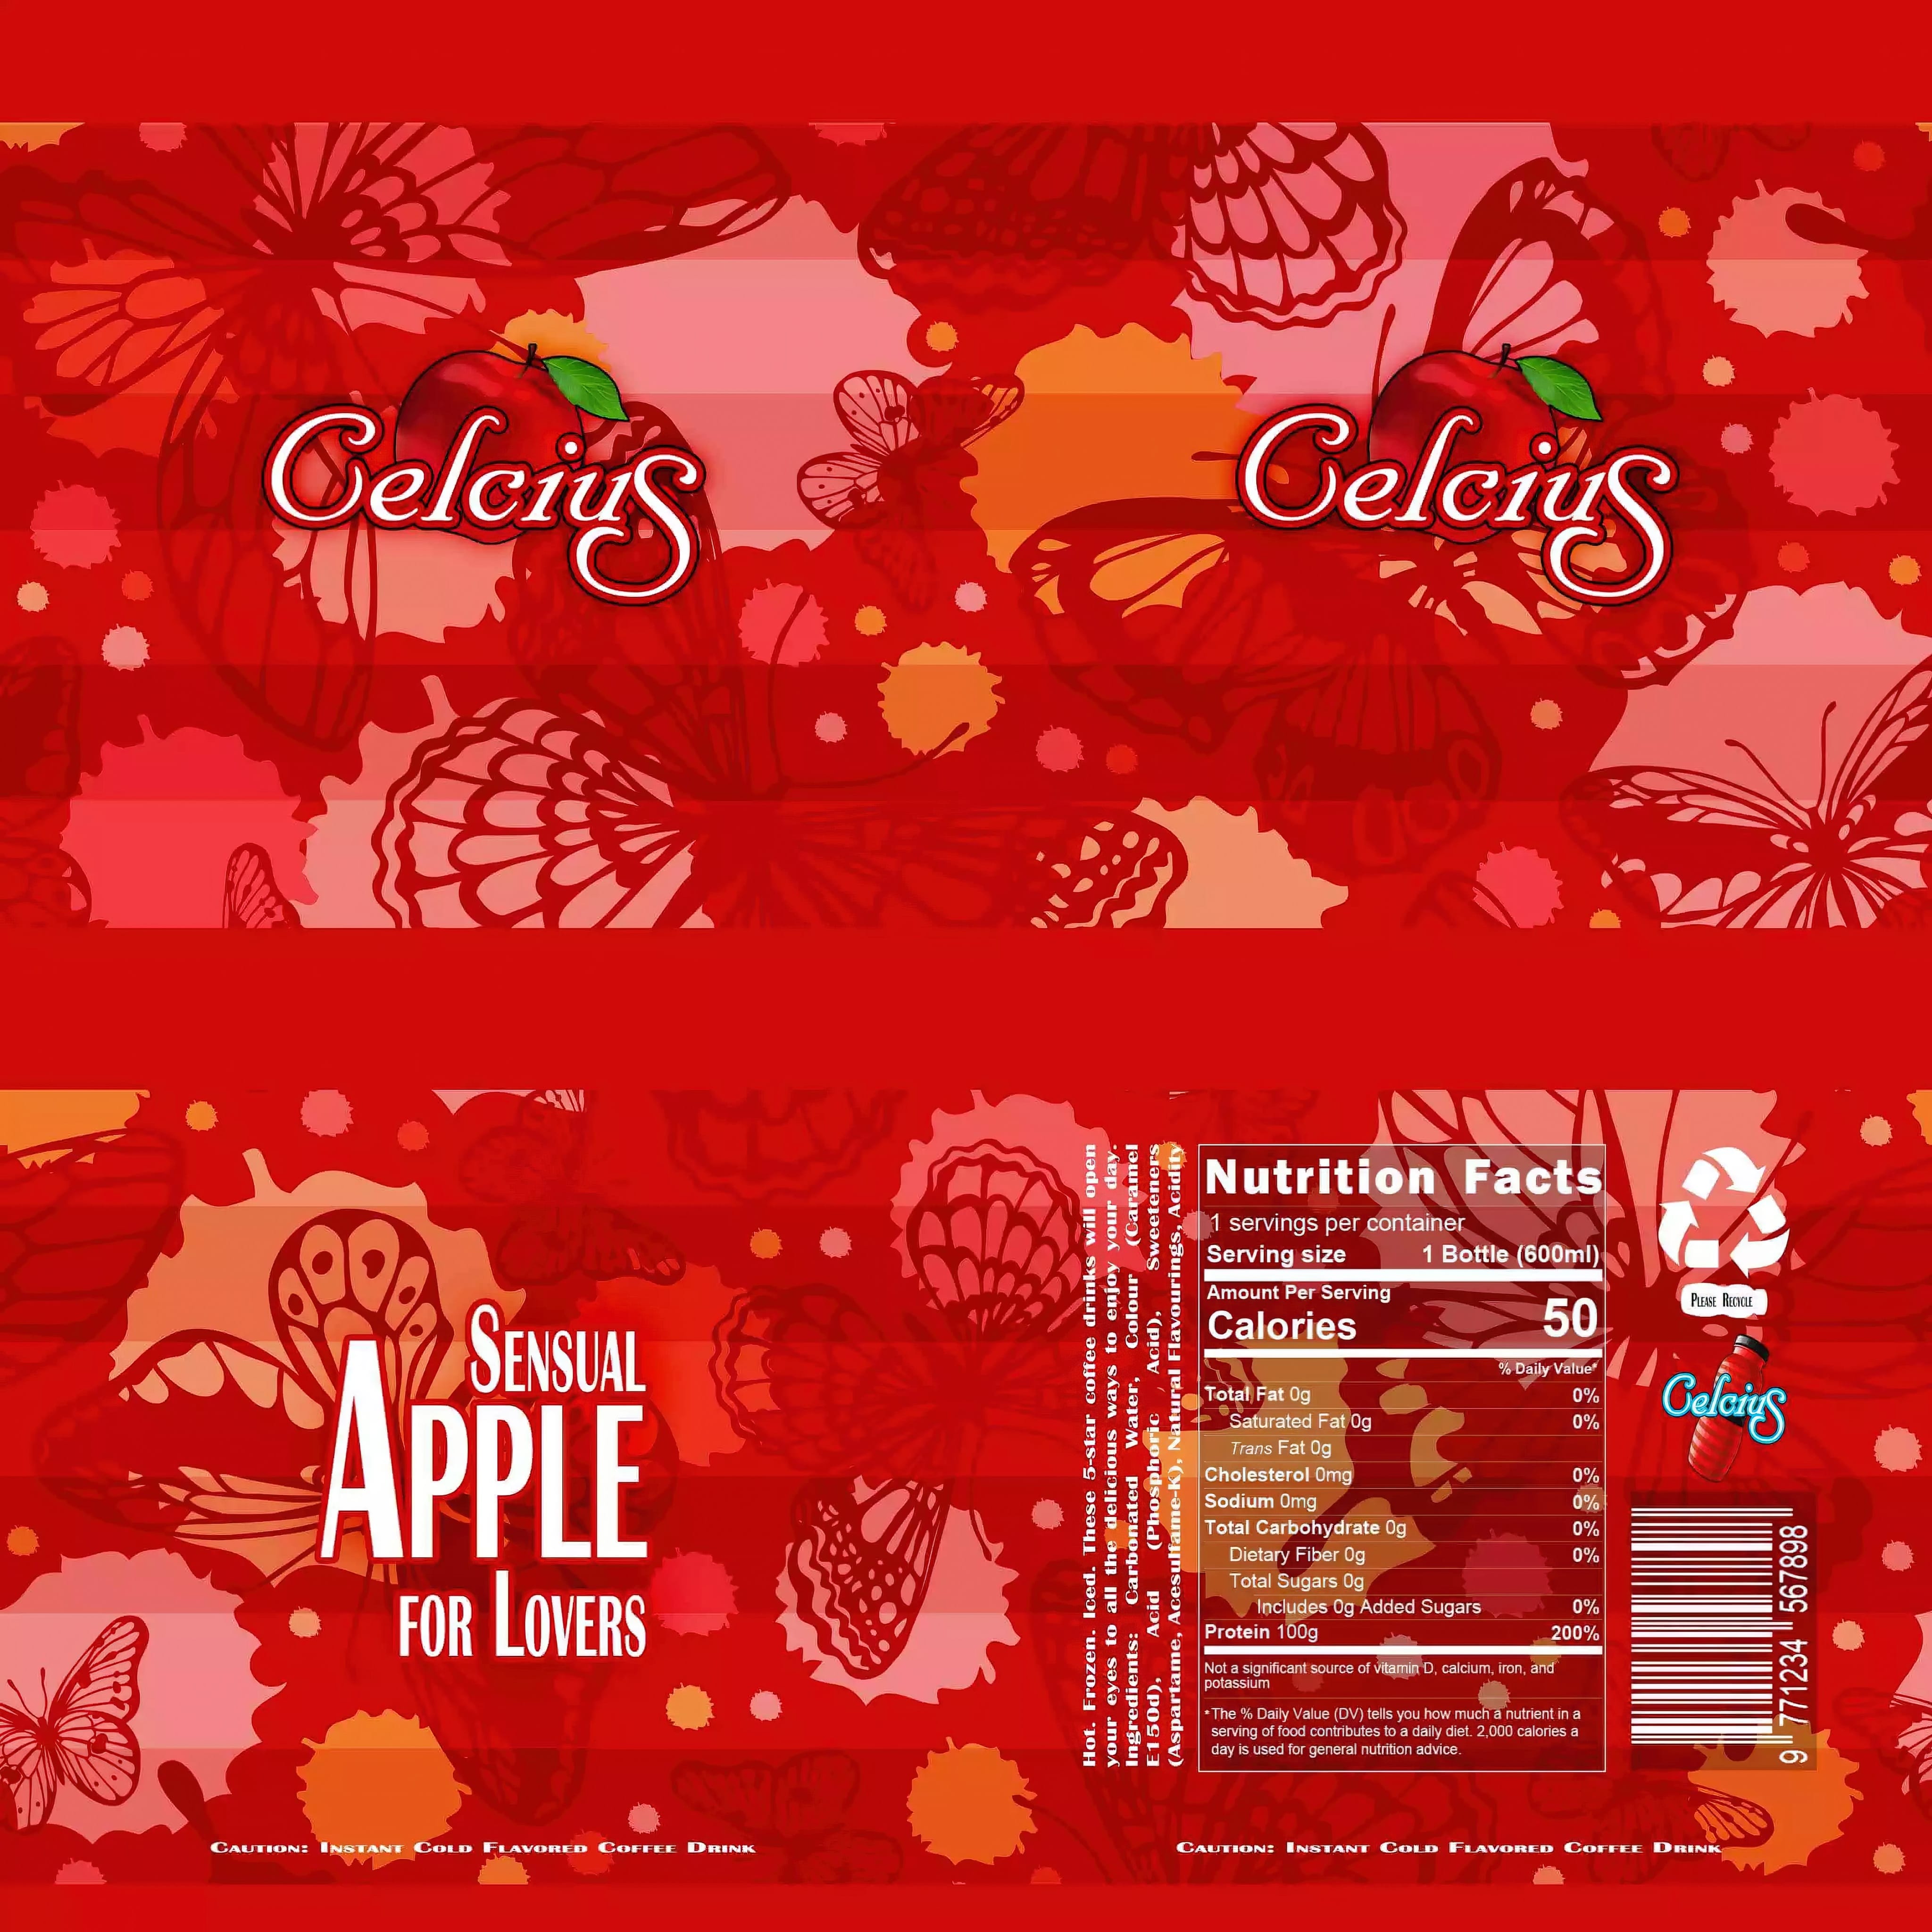 Celcius
Celcius
Sensual
Apple
for Lovers
Caution: Instant Cold Flavored Coffee Drink
Hot. Frozen. Iced. These 5-star coffee drinks will open
your eyes to all the delicious ways to enjoy your day.
Ingredients: Carbonated Water, Colour (Caramel
E150d), Acid (Phosphoric Acid), Sweeteners
(Aspartame, Acesulfame-K), Natural Flavourings, Acidity
Nutrition Facts
1 servings per container
Serving size 1 Bottle (600ml)
Amount Per Serving
Calories 50
% Daily Value*
Total Fat 0g 0%
Saturated Fat 0g 0%
Trans Fat 0g
Cholesterol 0mg 0%
Sodium 0mg 0%
Total Carbohydrate 0g 0%
Dietary Fiber 0g 0%
Total Sugars 0g
Includes 0g Added Sugars 0%
Protein 100g 200%
Not a significant source of vitamin D, calcium, iron, and
potassium
*The % Daily Value (DV) tells you how much a nutrient in a
serving of food contributes to a daily diet. 2,000 calories a
day is used for general nutrition advice.
Please Recycle
Celcius
9 771234 567898
Caution: Instant Cold Flavored Coffee Drink